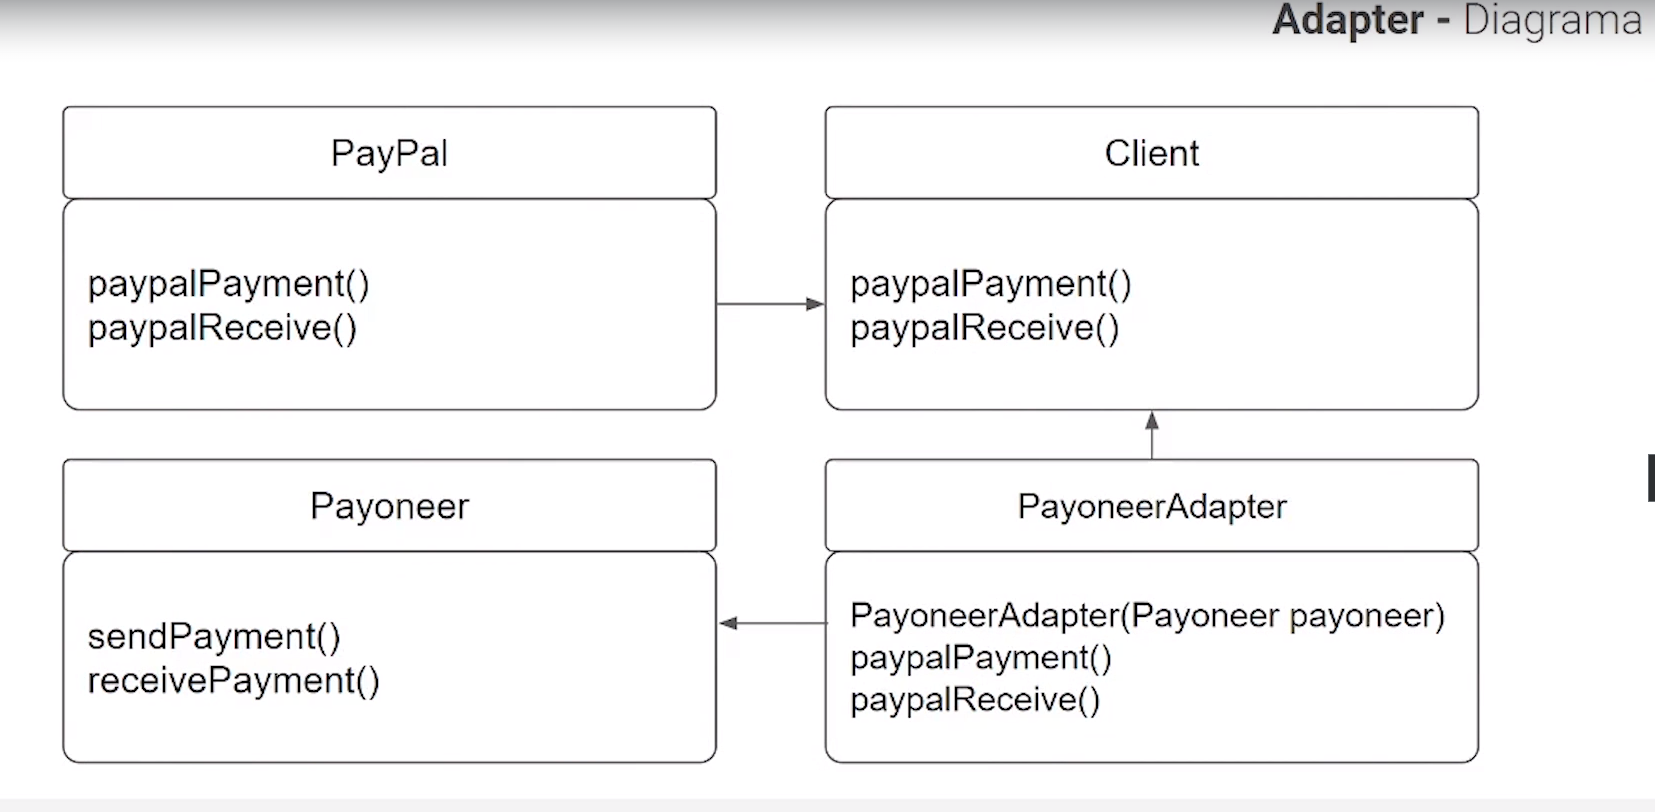 Adapter - Diagrama
PayPal
paypalPayment()
paypalReceive()
Client
paypalPayment()
paypalReceive()
Payoneer
sendPayment()
receivePayment()
PayoneerAdapter
PayoneerAdapter(Payoneer payoneer)
paypalPayment()
paypalReceive()